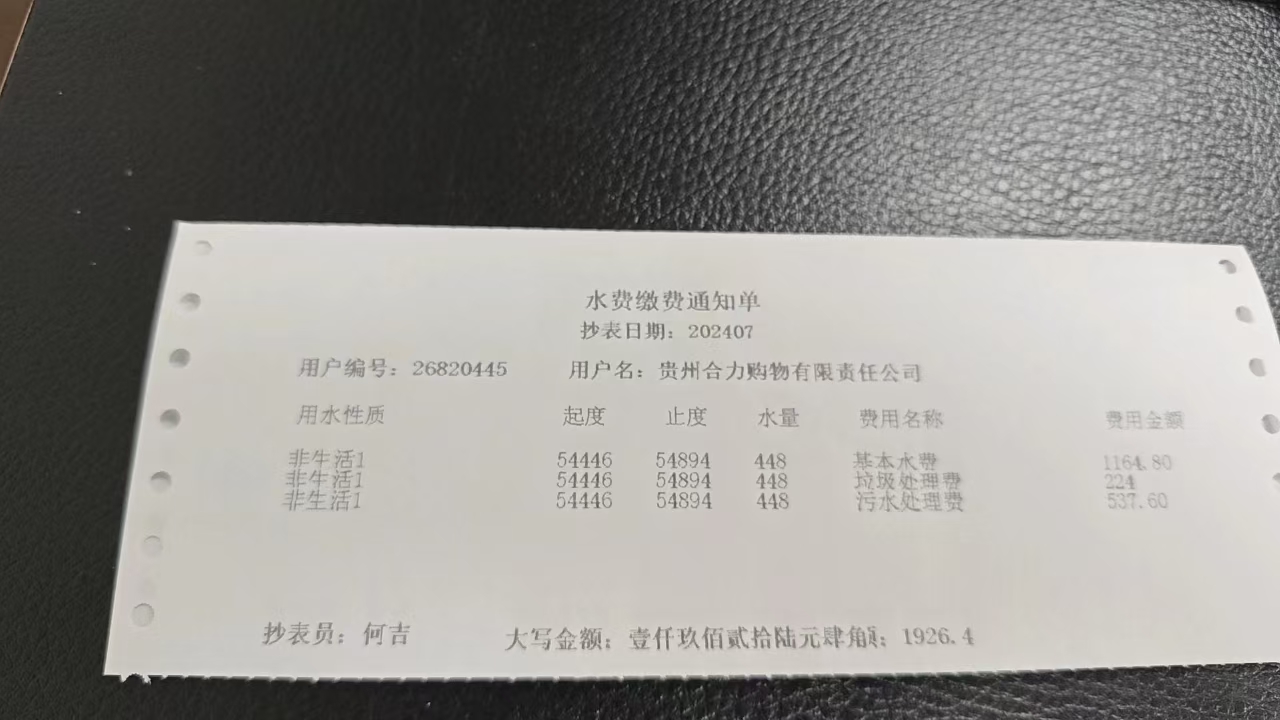 水费缴费通知单
抄表日期：202407
用户编号：26820445 用户名：贵州合力购物有限责任公司
用水性质 起度 止度 水量 费用名称 费用金额
非生活1 54446 54894 448 基本水费 1164.80
非生活1 54446 54894 448 垃圾处理费 224
非生活1 54446 54894 448 污水处理费 537.60
抄表员：何吉 大写金额：壹仟玖佰贰拾陆元肆角额：1926.4